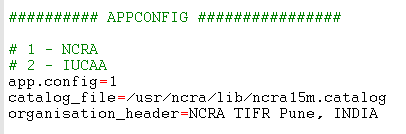 ########## APPCONFIG ###############
# 1 - NCRA
# 2 - IUCAA
app.config=1
catalog_file=/usr/ncra/lib/ncra15m.catalog
organisation_header=NCRA TIFR Pune, INDIA